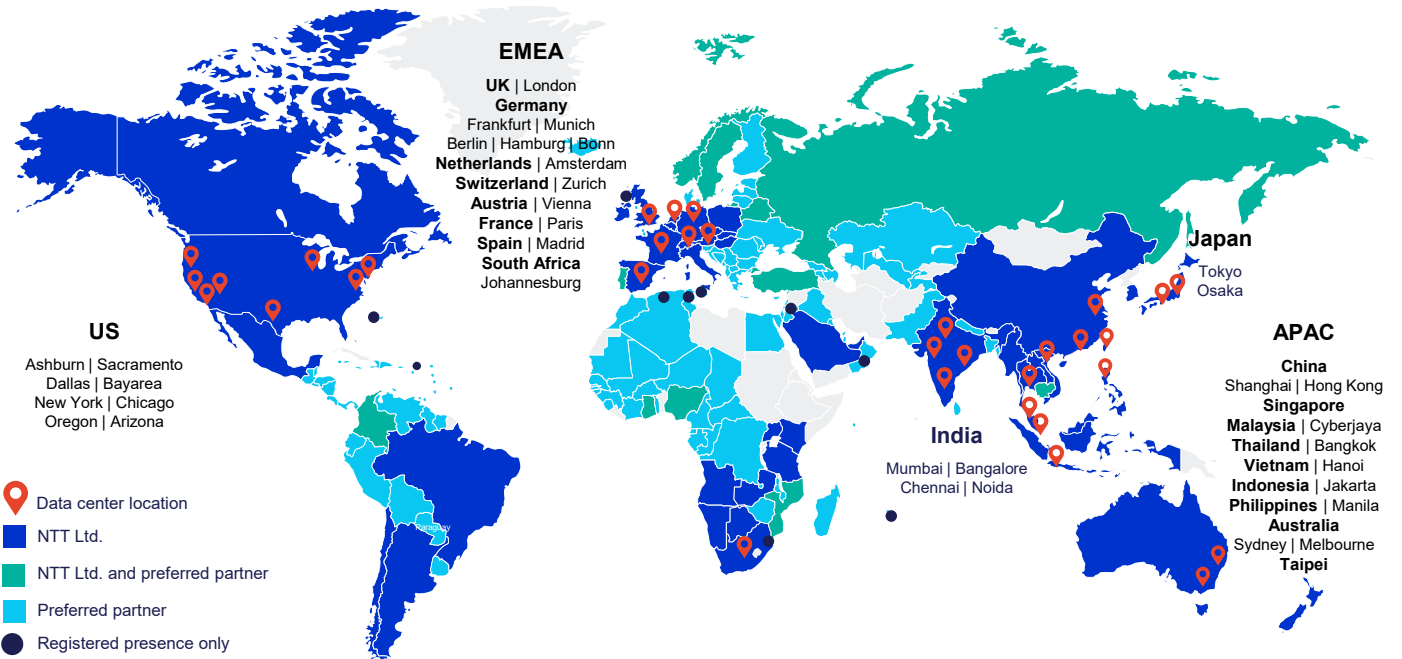 EMEA
UK | London
Germany
Frankfurt | Munich
Berlin | Hamburg | Bonn
Netherlands | Amsterdam
Switzerland | Zurich
Austria | Vienna
France | Paris
Spain | Madrid
South Africa
Johannesburg
US
Ashburn | Sacramento
Dallas | Bayarea
New York | Chicago
Oregon | Arizona
Japan
Tokyo
Osaka
APAC
China
Shanghai | Hong Kong
Singapore
Malaysia | Cyberjaya
Thailand | Bangkok
Vietnam | Hanoi
Indonesia | Jakarta
Philippines | Manila
Australia
Sydney | Melbourne
Taipei
India
Mumbai | Bangalore
Chennai | Noida
Paraguay
Data center location
NTT Ltd.
NTT Ltd. and preferred partner
Preferred partner
Registered presence only